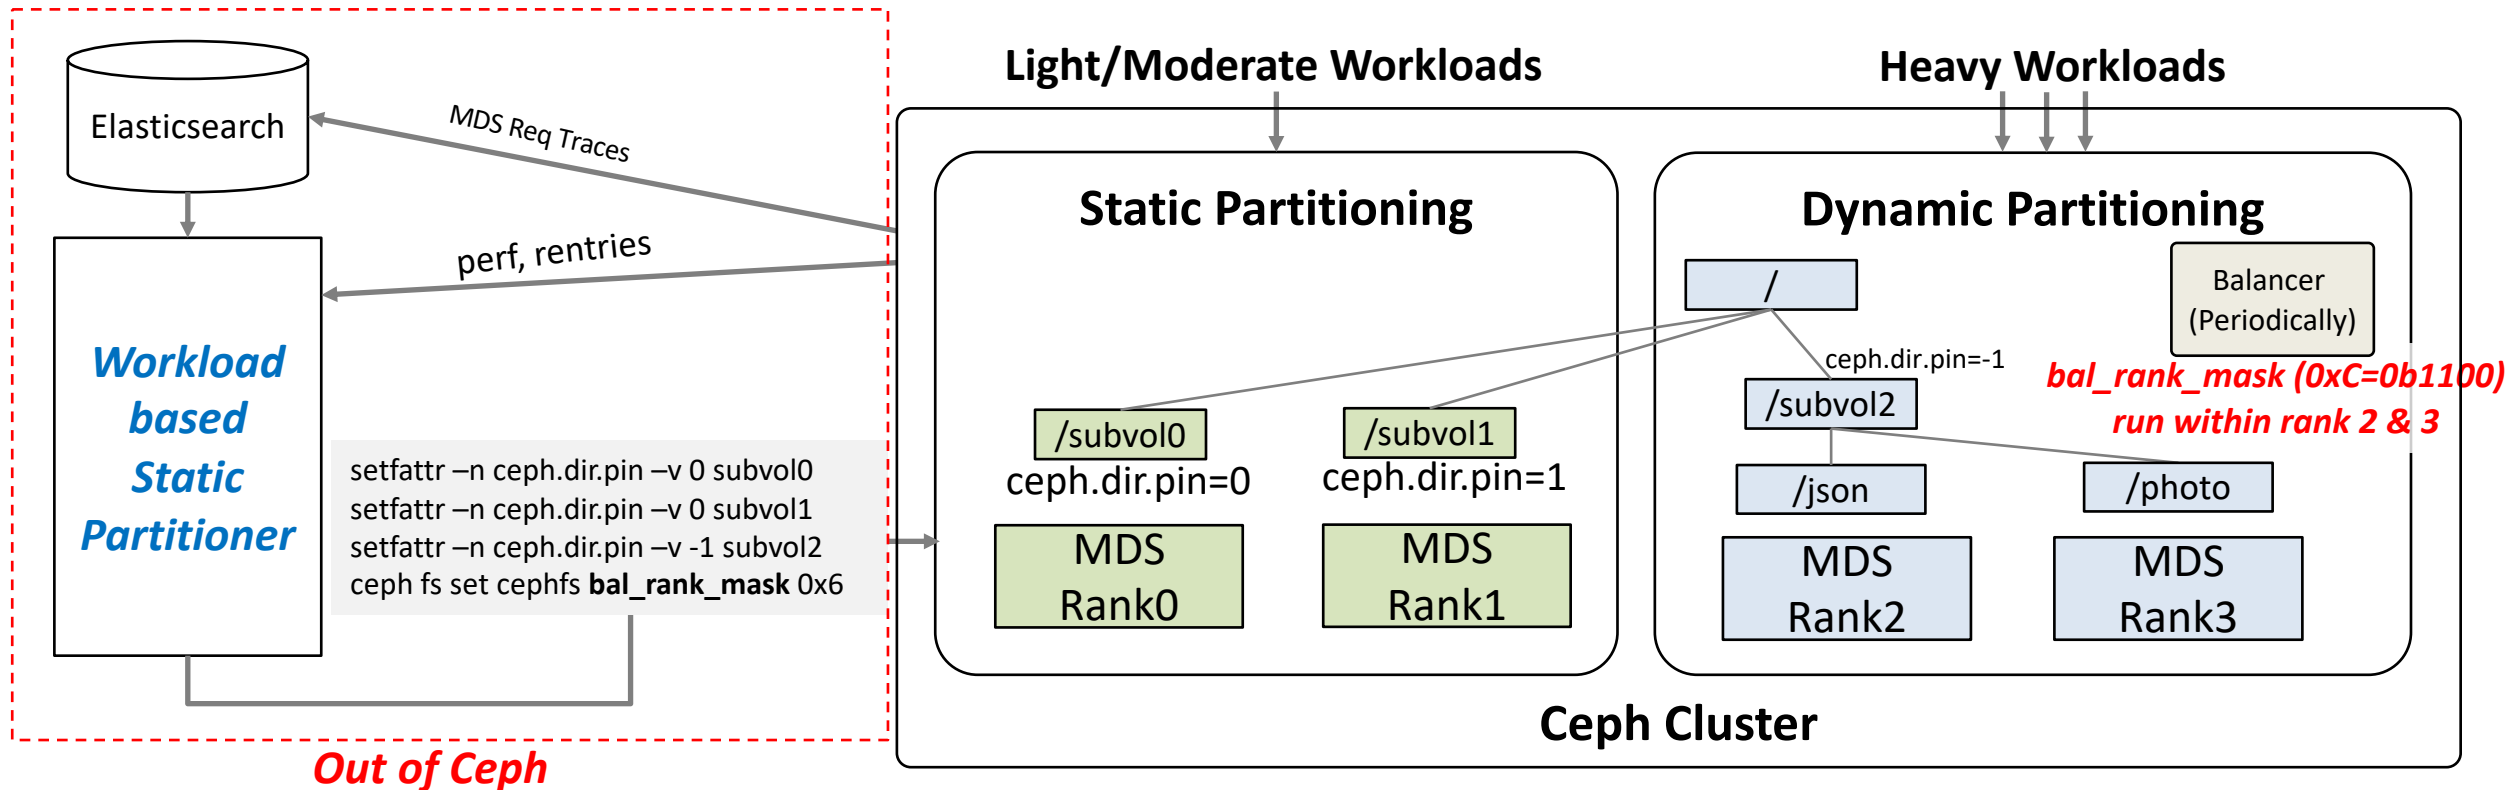 Elasticsearch
MDS Req Traces
perf, rentries
Workload
based
Static
Partitioner
setfattr –n ceph.dir.pin –v 0 subvol0
setfattr –n ceph.dir.pin –v 0 subvol1
setfattr –n ceph.dir.pin –v -1 subvol2
ceph fs set cephfs bal_rank_mask 0x6
Out of Ceph
Light/Moderate Workloads
Heavy Workloads
Static Partitioning
/subvol0
ceph.dir.pin=0
/subvol1
ceph.dir.pin=1
MDS
Rank0
MDS
Rank1
Dynamic Partitioning
/
Balancer
(Periodically)
ceph.dir.pin=-1
bal_rank_mask (0xC=0b1100)
run within rank 2 & 3
/subvol2
/json
/photo
MDS
Rank2
MDS
Rank3
Ceph Cluster